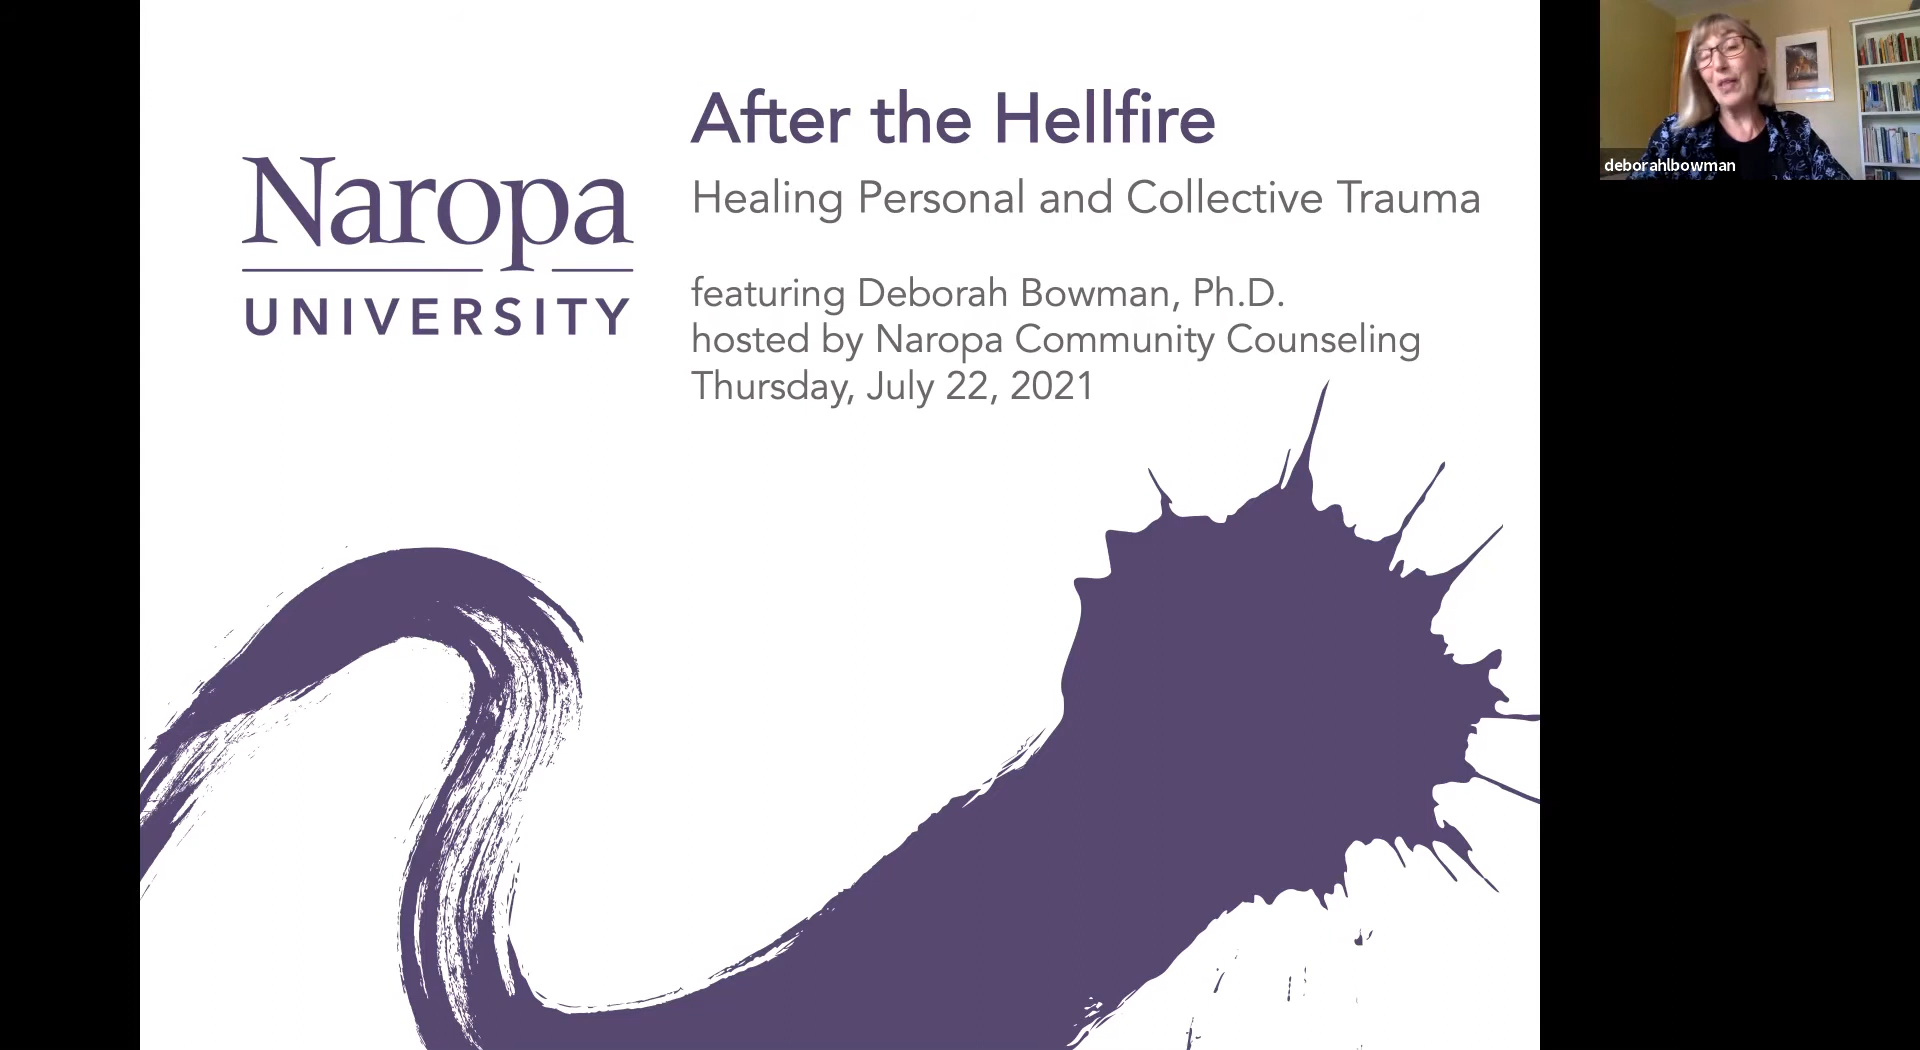 Naropa
UNIVERSITY
After the Hellfire
Healing Personal and Collective Trauma
featuring Deborah Bowman, Ph.D.
hosted by Naropa Community Counseling
Thursday, July 22, 2021
deborahlbowman